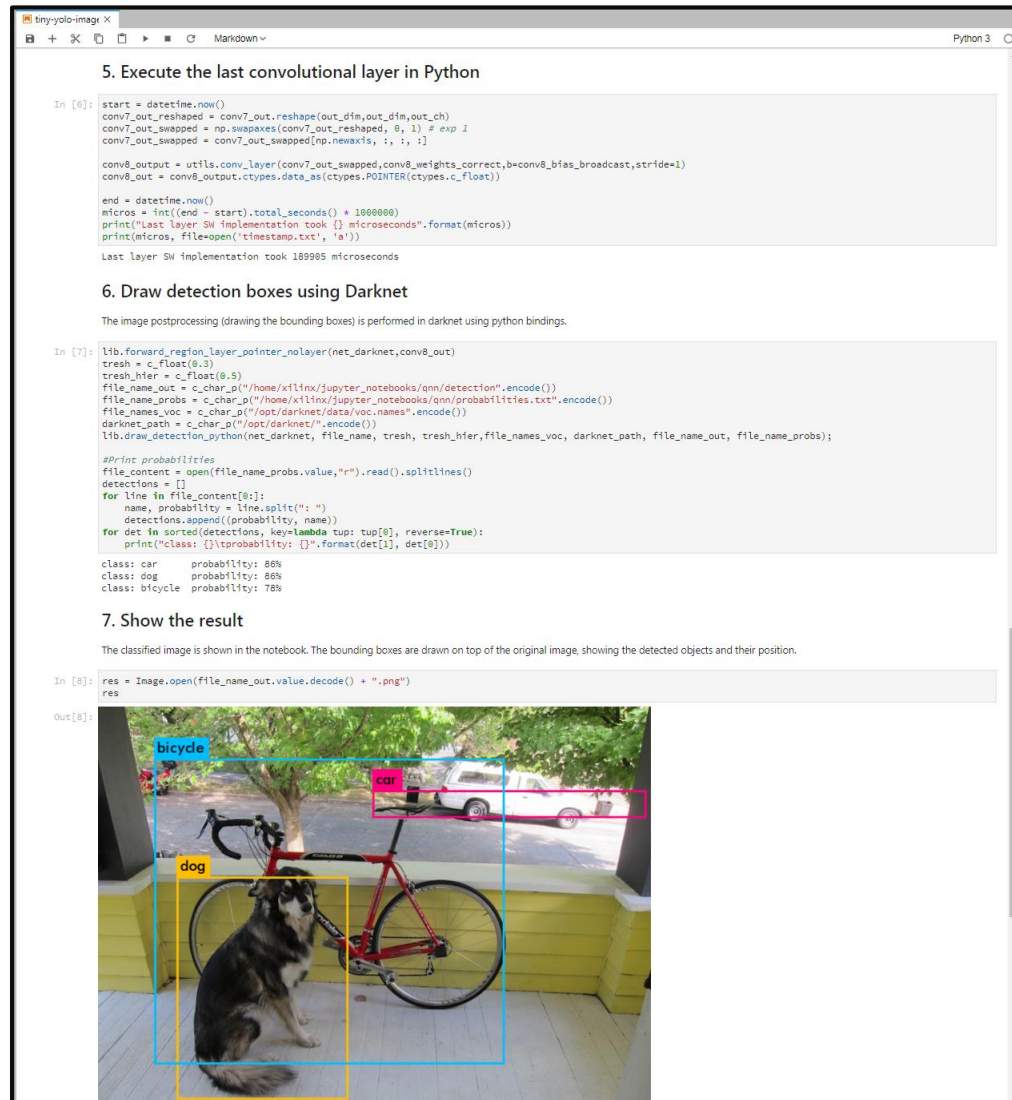 tiny-yolo-image
Markdown
Python 3
5. Execute the last convolutional layer in Python
In [6]:
start = datetime.now()
conv7_out_reshaped = conv7_out.reshape(out_dim,out_dim,out_ch)
conv7_out_swapped = np.swapaxes(conv7_out_reshaped, 0, 1) # exp 1
conv7_out_swapped = conv7_out_swapped[np.newaxis, :, :, :]
conv8_output = utils.conv_layer(conv7_out_swapped,conv8_weights_correct,b=conv8_bias_broadcast,stride=1)
conv8_out = conv8_output.ctypes.data_as(ctypes.POINTER(ctypes.c_float))
end = datetime.now()
micros = int((end - start).total_seconds() * 1000000)
print("Last layer SW implementation took {} microseconds".format(micros))
print(micros, file=open('timestamp.txt', 'a'))
Last layer SW implementation took 189905 microseconds
6. Draw detection boxes using Darknet
The image postprocessing (drawing the bounding boxes) is performed in darknet using python bindings.
In [7]:
lib.forward_region_layer_pointer_nolayer(net_darknet,conv8_out)
tresh = c_float(0.3)
tresh_hier = c_float(0.5)
file_name_out = c_char_p("/home/xilinx/jupyter_notebooks/qnn/detection".encode())
file_name_probs = c_char_p("/home/xilinx/jupyter_notebooks/qnn/probabilities.txt".encode())
file_names_voc = c_char_p("/opt/darknet/data/voc.names".encode())
darknet_path = c_char_p("/opt/darknet/".encode())
lib.draw_detection_python(net_darknet, file_name, tresh, tresh_hier,file_names_voc, darknet_path, file_name_out, file_name_probs);
#Print probabilities
file_content = open(file_name_probs.value,"r").read().splitlines()
detections = []
for line in file_content[0:]:
    name, probability = line.split(": ")
    detections.append((probability, name))
for det in sorted(detections, key=lambda tup: tup[0], reverse=True):
    print("class: {}\tprobability: {}".format(det[1], det[0]))
class: car probability: 86%
class: dog probability: 86%
class: bicycle probability: 78%
7. Show the result
The classified image is shown in the notebook. The bounding boxes are drawn on top of the original image, showing the detected objects and their position.
In [8]:
res = Image.open(file_name_out.value.decode() + ".png")
res
Out[8]:
bicycle
car
dog